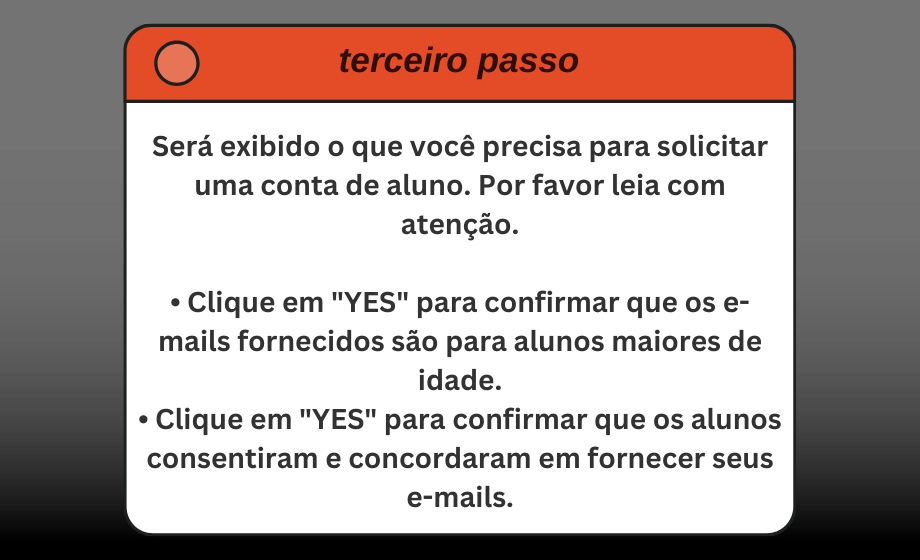 terceiro passo
Será exibido o que você precisa para solicitar
uma conta de aluno. Por favor leia com
atenção.
• Clique em "YES" para confirmar que os e-
mails fornecidos são para alunos maiores de
idade.
• Clique em "YES" para confirmar que os alunos
consentiram e concordaram em fornecer seus
e-mails.